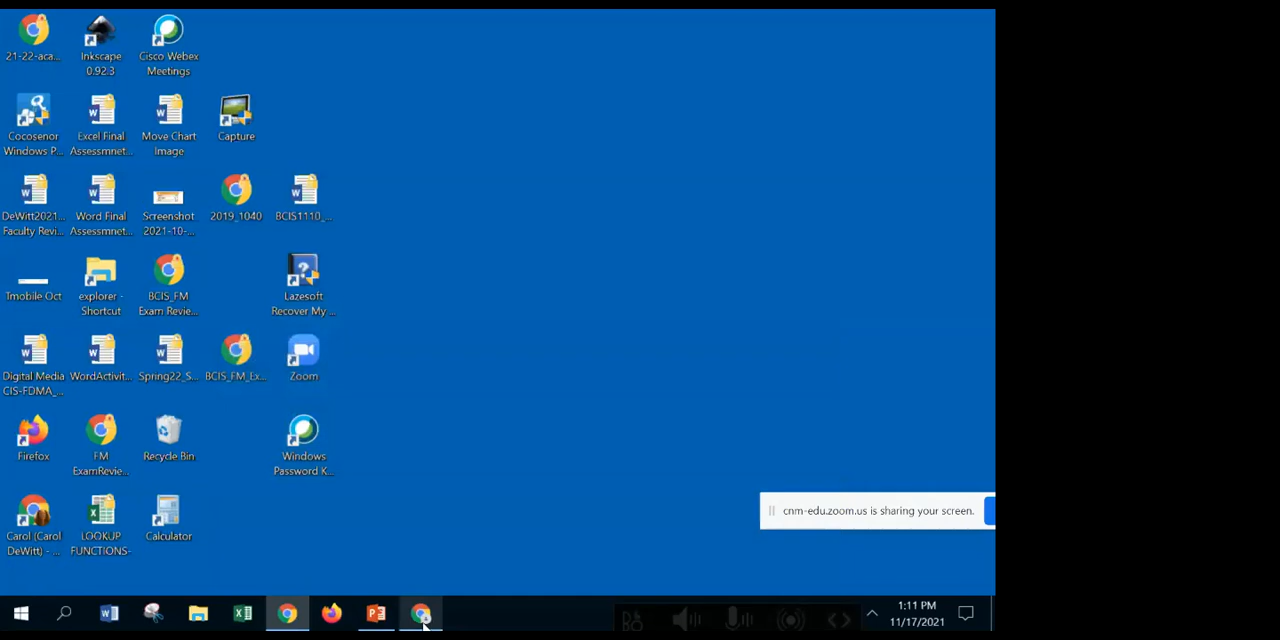 21-22-aca...
Inkscape
0.92.3
Cisco Webex
Meetings
Cocosenor
Windows P...
Excel Final
Assessmnet...
Move Chart
Image
Capture
DeWitt2021...
Faculty Revi...
Word Final
Assessmnet...
Screenshot
2021-10-...
2019_1040
BCIS1110_...
Tmobile Oct
explorer -
Shortcut
BCIS_FM
Exam Revie...
Lazesoft
Recover My ...
Digital Media
CIS-FDMA_...
WordActivit...
Spring22_S...
BCIS_FM_Ex...
Zoom
Firefox
FM
ExamRevie...
Recycle Bin
Windows
Password K...
Carol (Carol
DeWitt) - ...
LOOKUP
FUNCTIONS-
Calculator
cnm-edu.zoom.us is sharing your screen.
1:11 PM
11/17/2021